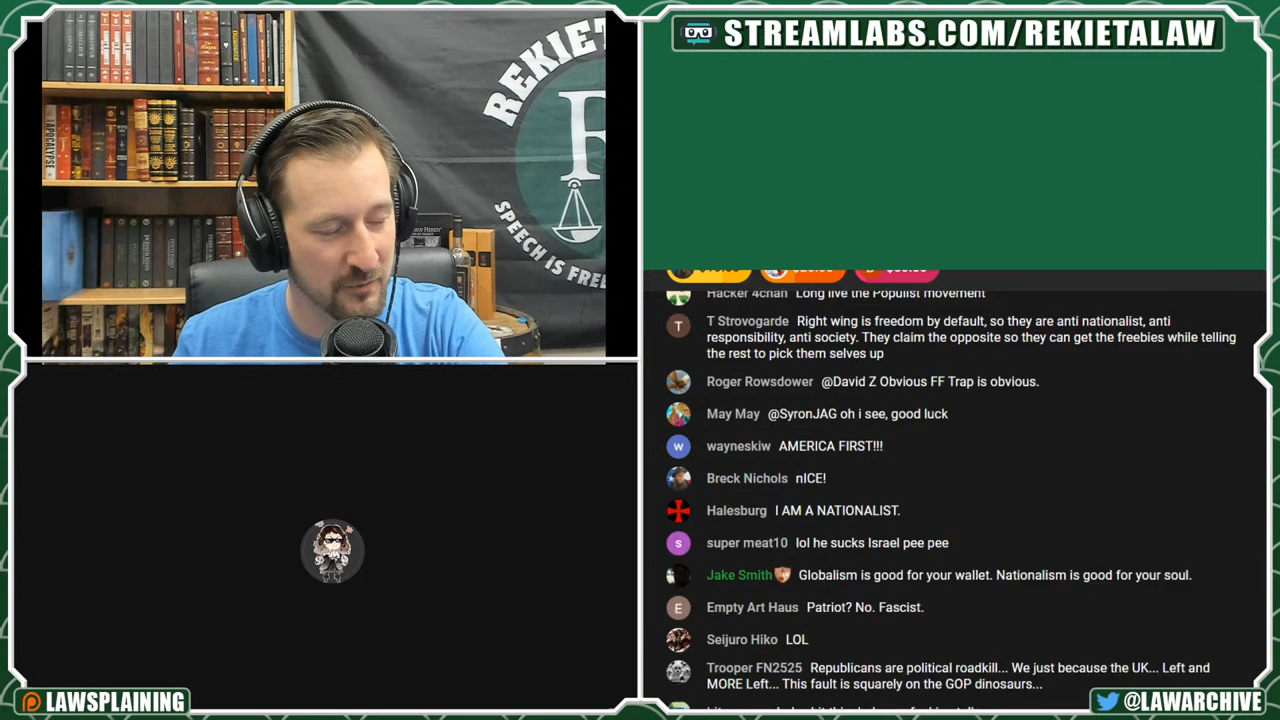 STREAMLABS.COM/REKIETALAW
REKIET
R
SPEECH IS FREE
APOCALYPSE
Hacker 4chan Long live the Populist movement
T
T Strovogarde Right wing is freedom by default, so they are anti nationalist, anti
responsibility, anti society. They claim the opposite so they can get the freebies while telling
the rest to pick them selves up
Roger Rowsdower @David Z Obvious FF Trap is obvious.
May May @SyronJAG oh i see, good luck
w
wayneskiw AMERICA FIRST!!!
Breck Nichols nICE!
Halesburg I AM A NATIONALIST.
s
super meat10 lol he sucks Israel pee pee
Jake Smith Globalism is good for your wallet. Nationalism is good for your soul.
E
Empty Art Haus Patriot? No. Fascist.
Seijuro Hiko LOL
Trooper FN2525 Republicans are political roadkill... We just because the UK... Left and
MORE Left... This fault is squarely on the GOP dinosaurs...
LAWSPLAINING
@LAWARCHIVE